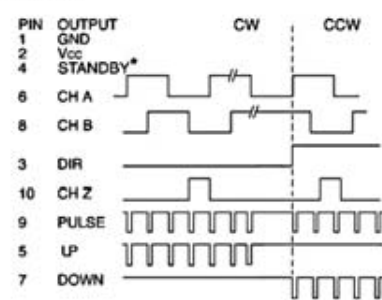 PIN OUTPUT CW CCW
1 GND
2 Vcc
4 STANDBY*
6 CH A
8 CH B
3 DIR
10 CH Z
9 PULSE
5 UP
7 DOWN